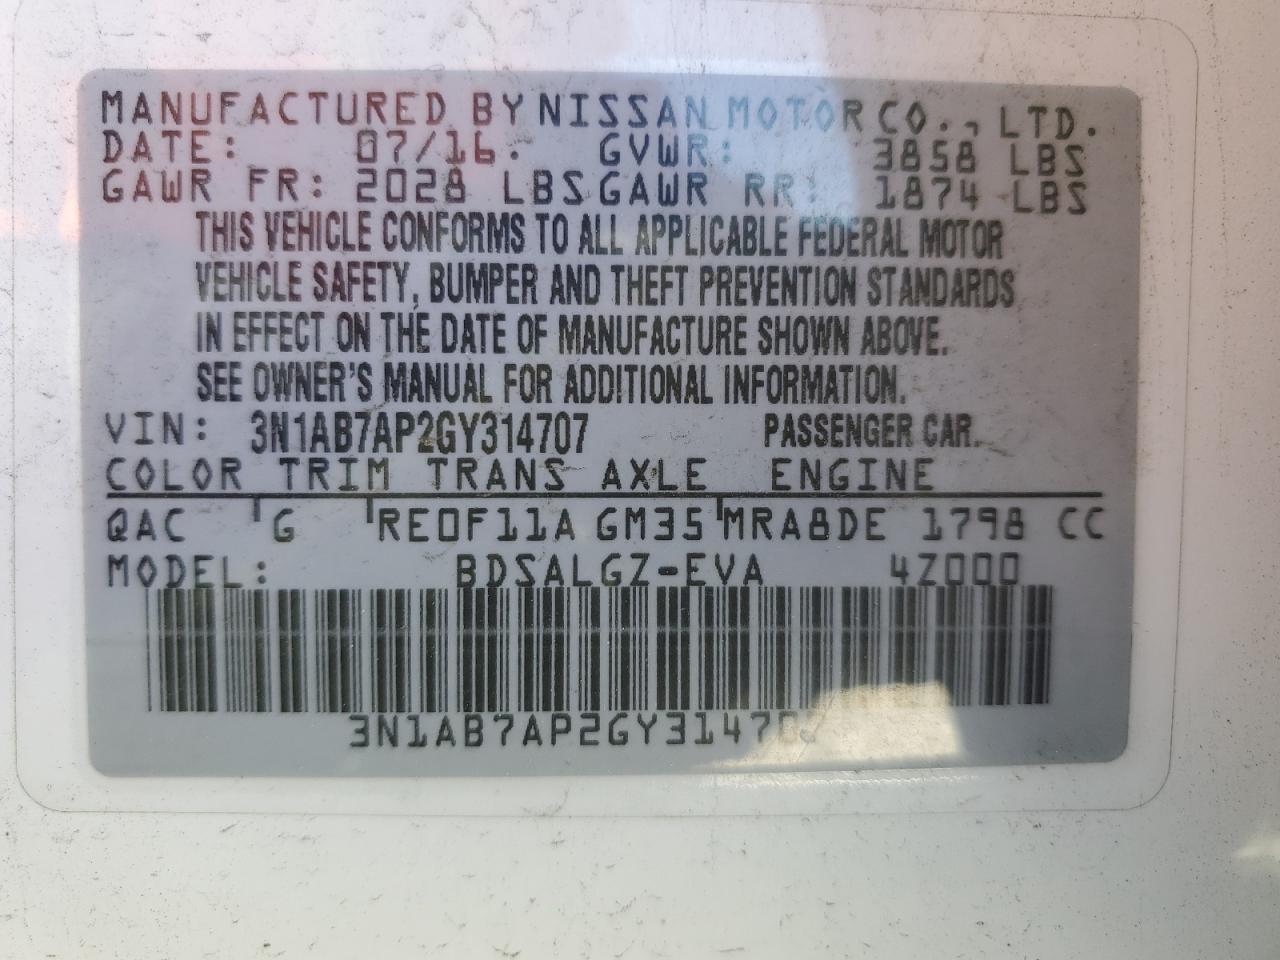 MANUFACTURED BY NISSAN MOTOR CO., LTD.
DATE: 07/16. GVWR: 3858 LBS
GAWR FR: 2028 LBS GAWR RR: 1874 LBS
THIS VEHICLE CONFORMS TO ALL APPLICABLE FEDERAL MOTOR
VEHICLE SAFETY, BUMPER AND THEFT PREVENTION STANDARDS
IN EFFECT ON THE DATE OF MANUFACTURE SHOWN ABOVE.
SEE OWNER'S MANUAL FOR ADDITIONAL INFORMATION.
VIN: 3N1AB7AP2GY314707 PASSENGER CAR.
COLOR TRIM TRANS AXLE ENGINE
QAC G RE0F11A GM35 MRA8DE 1798 CC
MODEL: BDSALGZ-EVA 4Z000